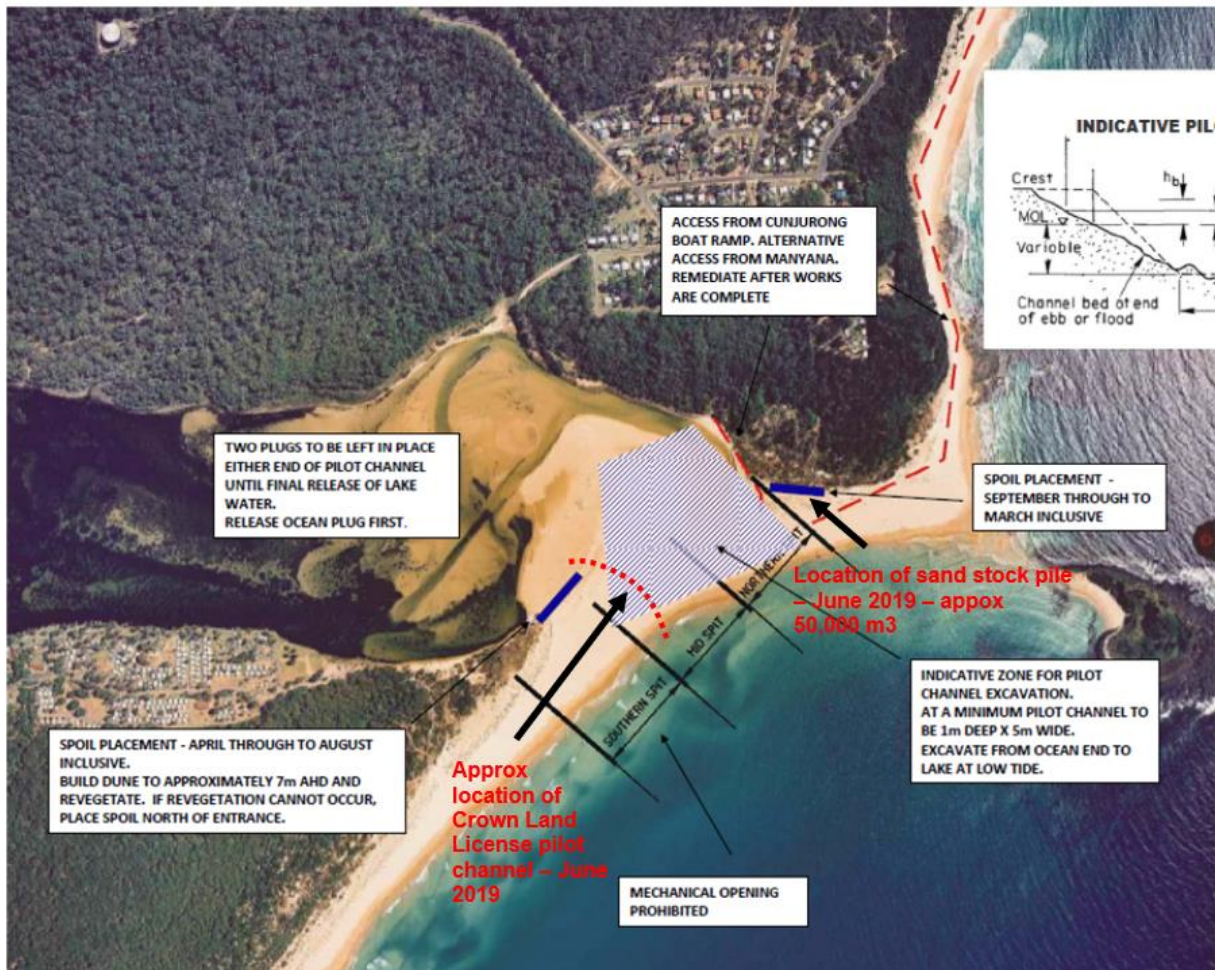 INDICATIVE PIL
Crest
hb
MOL
Variable
Channel bed at end
of ebb or flood
ACCESS FROM CUNJURONG
BOAT RAMP. ALTERNATIVE
ACCESS FROM MANYANA.
REMEDIATE AFTER WORKS
ARE COMPLETE
TWO PLUGS TO BE LEFT IN PLACE
EITHER END OF PILOT CHANNEL
UNTIL FINAL RELEASE OF LAKE
WATER.
RELEASE OCEAN PLUG FIRST.
SPOIL PLACEMENT -
SEPTEMBER THROUGH TO
MARCH INCLUSIVE
NORTHERN SPIT
MID SPIT
SOUTHERN SPIT
Location of sand stock pile
– June 2019 – appox
50,000 m3
INDICATIVE ZONE FOR PILOT
CHANNEL EXCAVATION.
AT A MINIMUM PILOT CHANNEL TO
BE 1m DEEP X 5m WIDE.
EXCAVATE FROM OCEAN END TO
LAKE AT LOW TIDE.
SPOIL PLACEMENT - APRIL THROUGH TO AUGUST
INCLUSIVE.
BUILD DUNE TO APPROXIMATELY 7m AHD AND
REVEGETATE. IF REVEGETATION CANNOT OCCUR,
PLACE SPOIL NORTH OF ENTRANCE.
Approx
location of
Crown Land
License pilot
channel – June
2019
MECHANICAL OPENING
PROHIBITED